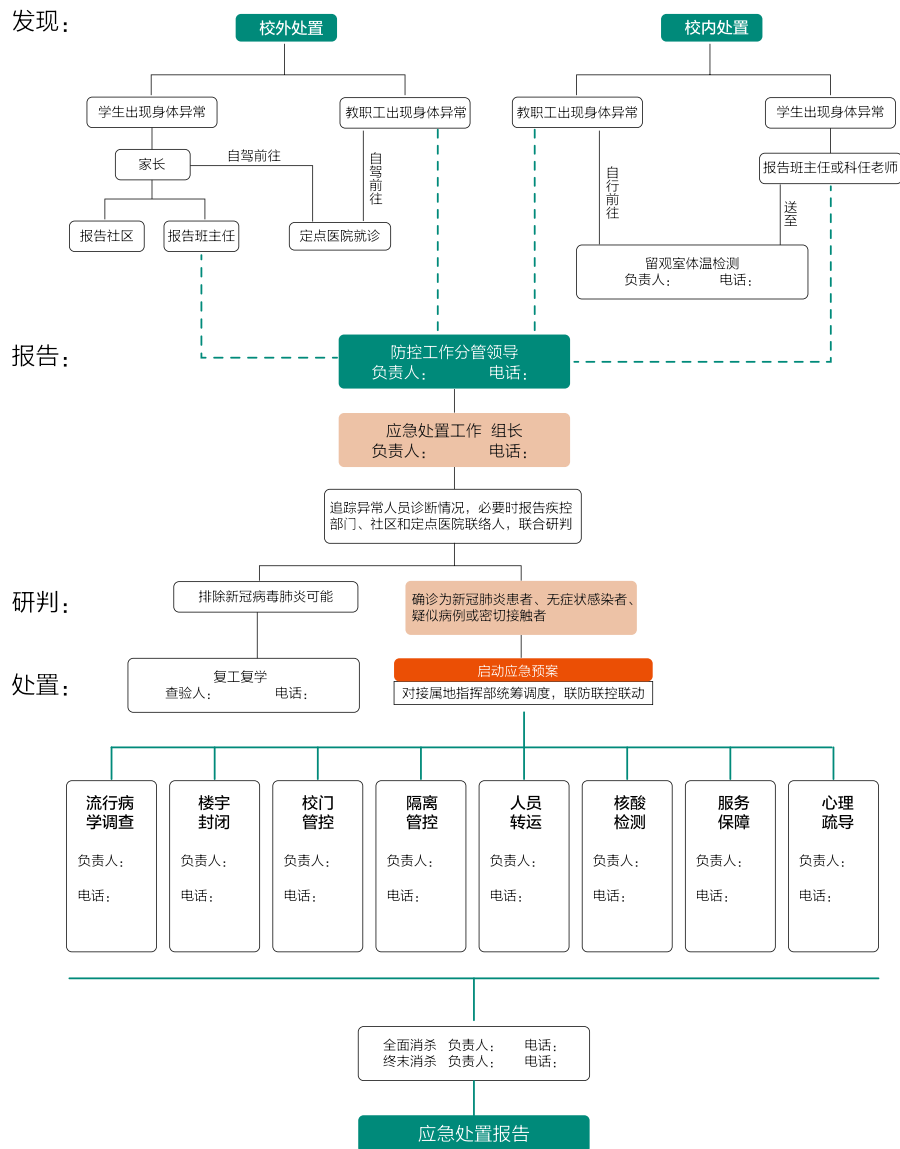 发现：
校外处置
校内处置
学生出现身体异常
教职工出现身体异常
教职工出现身体异常
学生出现身体异常
家长
自驾前往
自驾前往
自行前往
报告班主任或科任老师
送至
报告社区
报告班主任
定点医院就诊
留观室体温检测
负责人： 电话：
报告：
防控工作分管领导
负责人： 电话：
应急处置工作 组长
负责人： 电话：
追踪异常人员诊断情况，必要时报告疾控
部门、社区和定点医院联络人，联合研判
研判：
排除新冠病毒肺炎可能
确诊为新冠肺炎患者、无症状感染者、
疑似病例或密切接触者
处置：
复工复学
查验人： 电话：
启动应急预案
对接属地指挥部统筹调度，联防联控联动
流行病
学调查
负责人：
电话：
楼宇
封闭
负责人：
电话：
校门
管控
负责人：
电话：
隔离
管控
负责人：
电话：
人员
转运
负责人：
电话：
核酸
检测
负责人：
电话：
服务
保障
负责人：
电话：
心理
疏导
负责人：
电话：
全面消杀 负责人： 电话：
终末消杀 负责人： 电话：
应急处置报告